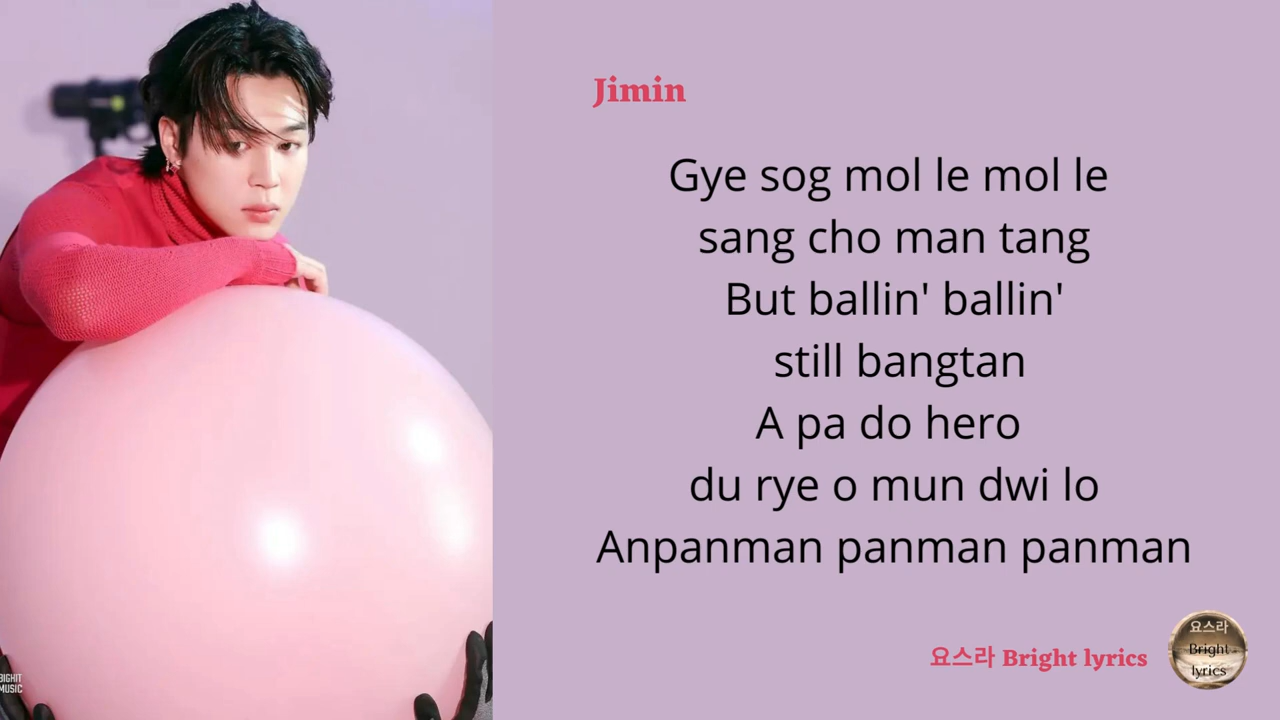 Jimin
Gye sog mol le mol le
sang cho man tang
But ballin' ballin'
still bangtan
A pa do hero
du rye o mun dwi lo
Anpanman panman panman
요스라 Bright lyrics
요스라
Bright
lyrics
BIGHIT
MUSIC